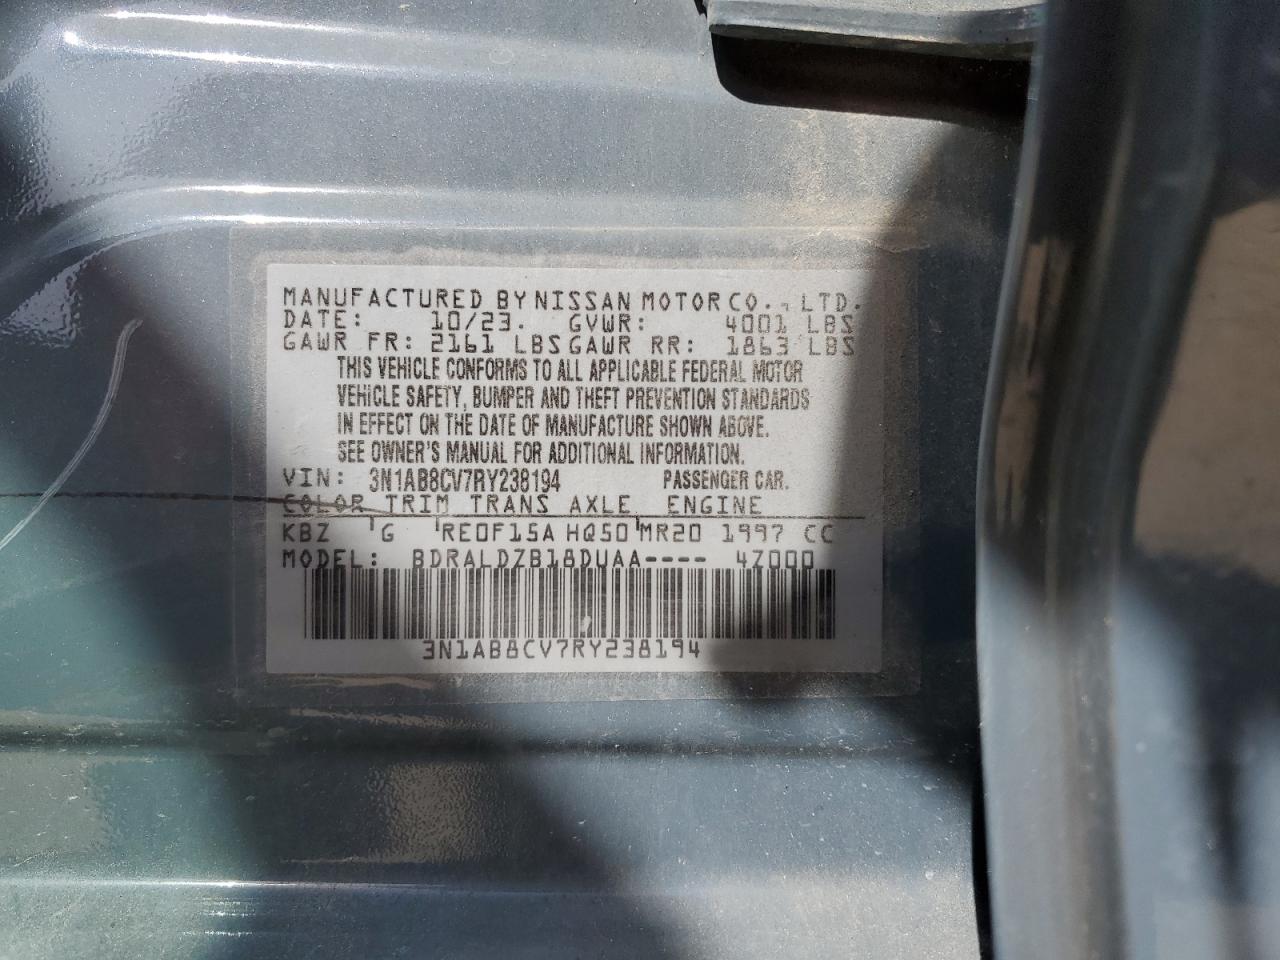 MANUFACTURED BY NISSAN MOTOR CO., LTD.
DATE: 10/23. GVWR: 4001 LBS
GAWR FR: 2161 LBS GAWR RR: 1863 LBS
THIS VEHICLE CONFORMS TO ALL APPLICABLE FEDERAL MOTOR
VEHICLE SAFETY, BUMPER AND THEFT PREVENTION STANDARDS
IN EFFECT ON THE DATE OF MANUFACTURE SHOWN ABOVE.
SEE OWNER'S MANUAL FOR ADDITIONAL INFORMATION.
VIN: 3N1AB8CV7RY238194 PASSENGER CAR.
COLOR TRIM TRANS AXLE ENGINE
KBZ G RE0F15A HQ50 MR20 1997 CC
MODEL: BDRALDZB18DUAA---- 4Z000
3N1AB8CV7RY238194